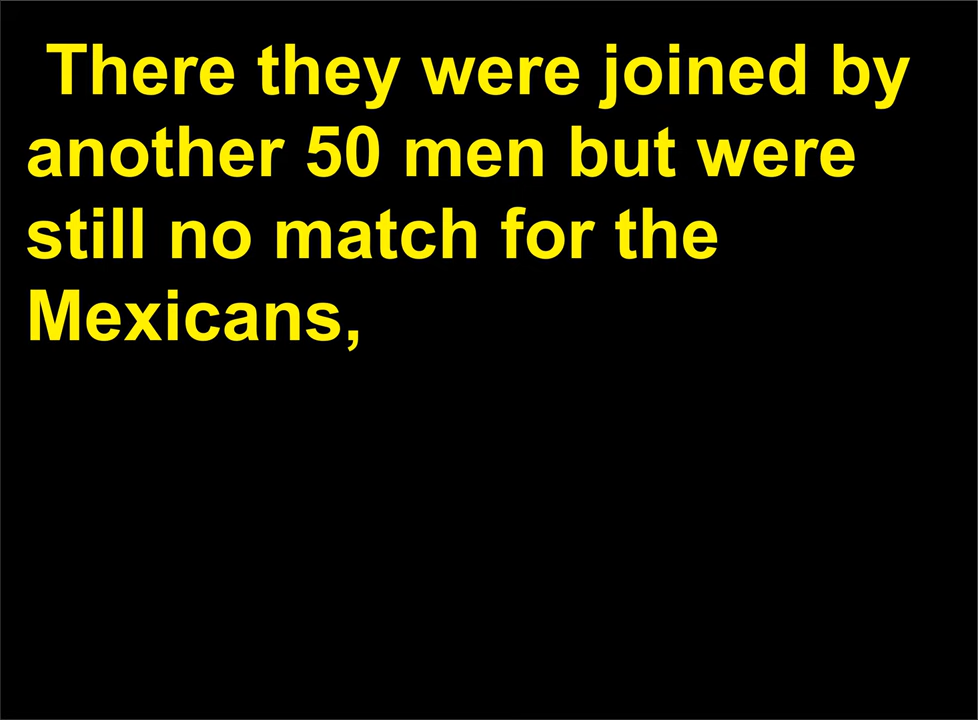 There they were joined by
another 50 men but were
still no match for the
Mexicans,